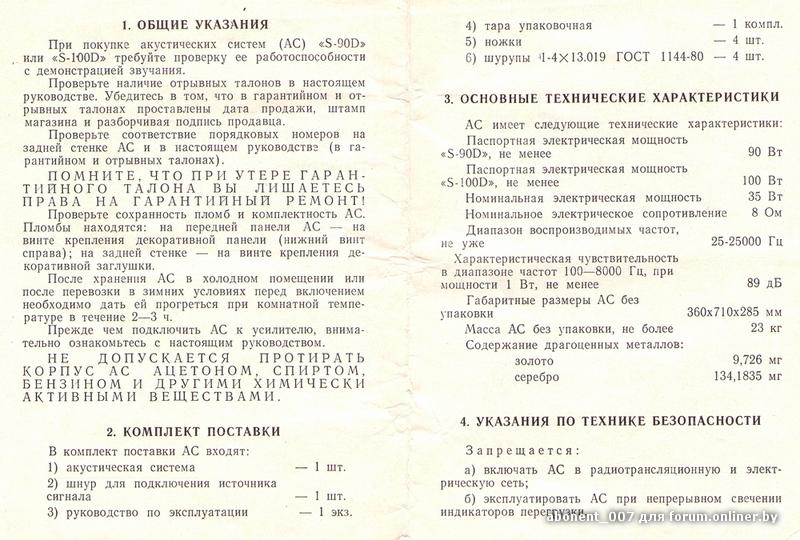 1. ОБЩИЕ УКАЗАНИЯ
При покупке акустических систем (АС) «S-90D»
или «S-100D» требуйте проверку ее работоспособности
с демонстрацией звучания.
Проверьте наличие отрывных талонов в настоящем
руководстве. Убедитесь в том, что в гарантийном и от-
рывных талонах проставлены дата продажи, штамп
магазина и разборчивая подпись продавца.
Проверьте соответствие порядковых номеров на
задней стенке АС и в настоящем руководстве (в га-
рантийном и отрывных талонах).
ПОМНИТЕ, ЧТО ПРИ УТЕРЕ ГАРАН-
ТИЙНОГО ТАЛОНА ВЫ ЛИШАЕТЕСЬ
ПРАВА НА ГАРАНТИЙНЫЙ РЕМОНТ!
Проверьте сохранность пломб и комплектность АС.
Пломбы находятся: на передней панели АС — на
винте крепления декоративной панели (нижний винт
справа); на задней стенке — на винте крепления де-
коративной заглушки.
После хранения АС в холодном помещении или
после перевозки в зимних условиях перед включением
необходимо дать ей прогреться при комнатной темпе-
ратуре в течение 2—3 ч.
Прежде чем подключить АС к усилителю, внима-
тельно ознакомьтесь с настоящим руководством.
НЕ ДОПУСКАЕТСЯ ПРОТИРАТЬ
КОРПУС АС АЦЕТОНОМ, СПИРТОМ,
БЕНЗИНОМ И ДРУГИМИ ХИМИЧЕСКИ
АКТИВНЫМИ ВЕЩЕСТВАМИ.
2. КОМПЛЕКТ ПОСТАВКИ
В комплект поставки АС входят:
1) акустическая система — 1 шт.
2) шнур для подключения источника
сигнала — 1 шт.
3) руководство по эксплуатации — 1 экз.
4) тара упаковочная — 1 компл.
5) ножки — 4 шт.
6) шурупы 1-4×13.019 ГОСТ 1144-80 — 4 шт.
3. ОСНОВНЫЕ ТЕХНИЧЕСКИЕ ХАРАКТЕРИСТИКИ
АС имеет следующие технические характеристики:
Паспортная электрическая мощность
«S-90D», не менее 90 Вт
Паспортная электрическая мощность
«S-100D», не менее 100 Вт
Номинальная электрическая мощность 35 Вт
Номинальное электрическое сопротивление 8 Ом
Диапазон воспроизводимых частот,
не уже 25-25000 Гц
Характеристическая чувствительность
в диапазоне частот 100—8000 Гц, при
мощности 1 Вт, не менее 89 дБ
Габаритные размеры АС без
упаковки 360х710х285 мм
Масса АС без упаковки, не более 23 кг
Содержание драгоценных металлов:
золото 9,726 мг
серебро 134,1835 мг
4. УКАЗАНИЯ ПО ТЕХНИКЕ БЕЗОПАСНОСТИ
Запрещается:
а) включать АС в радиотрансляционную и элект-
рическую сеть;
б) эксплуатировать АС при непрерывном свечении
индикаторов перегрузки.
abonent_007 для forum.onliner.by